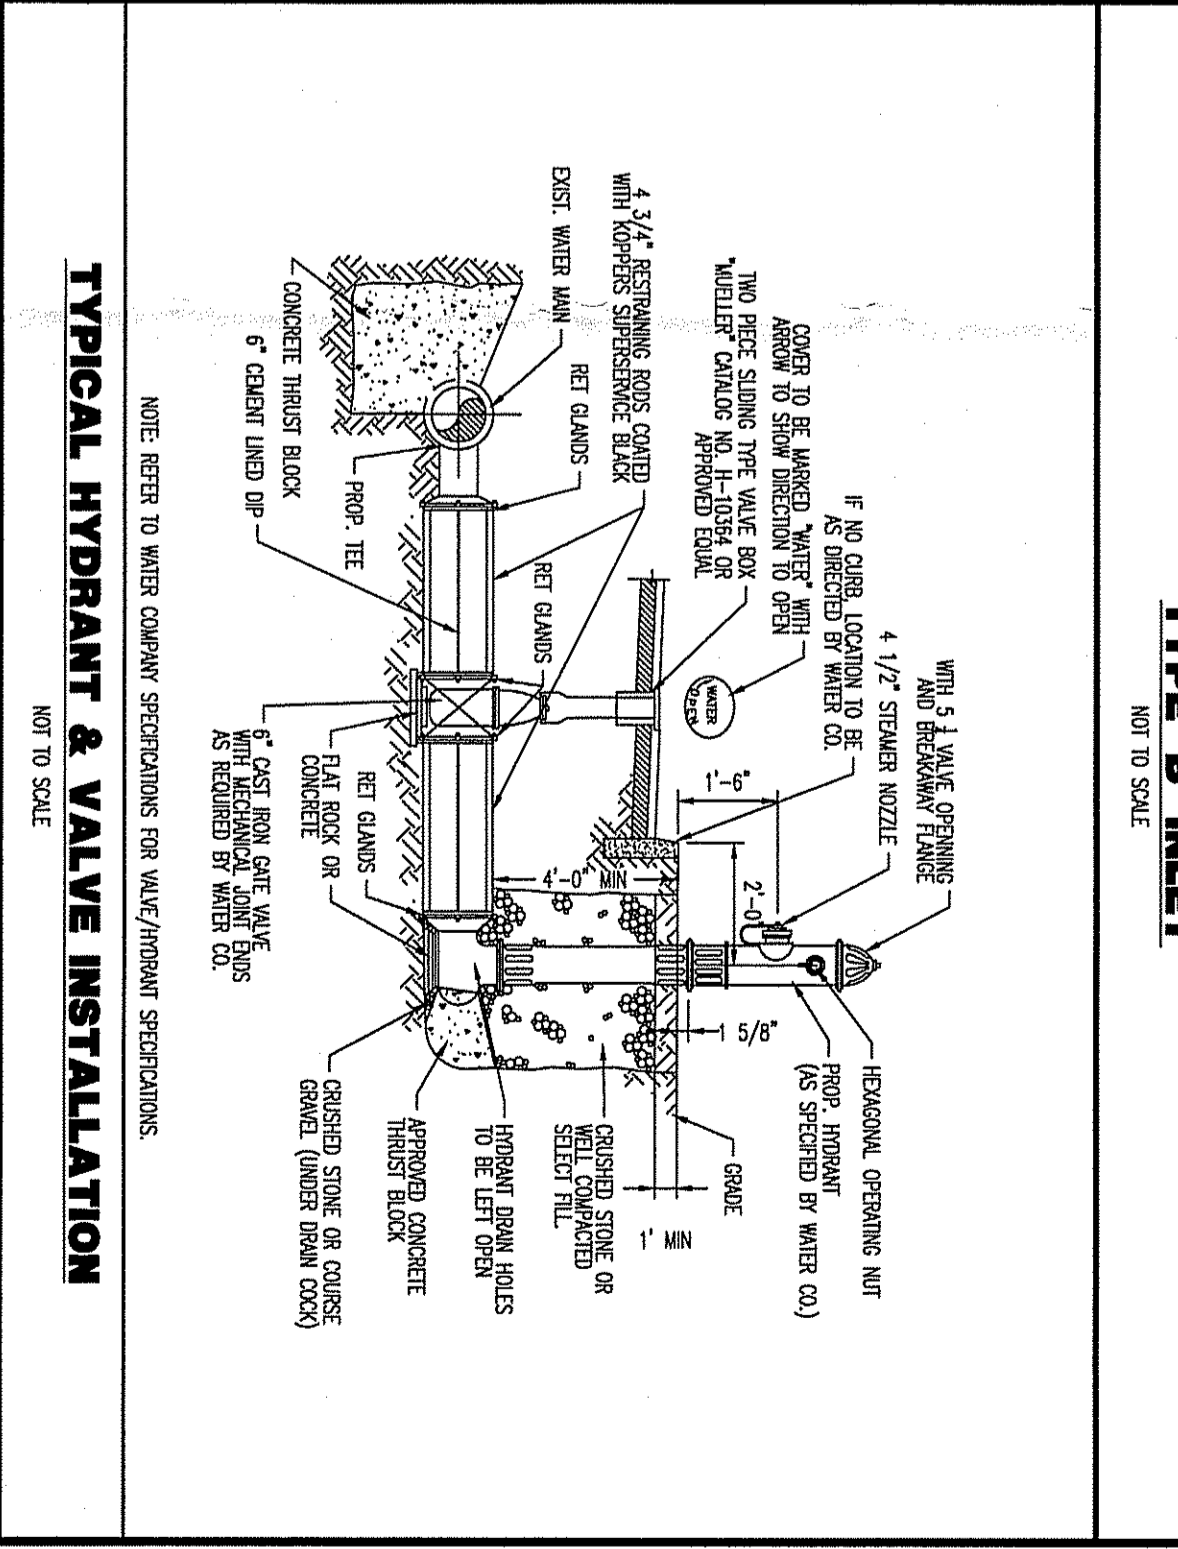 NOT TO SCALE
WITH 5 1/4 VALVE OPENNING
AND BREAKAWAY FLANGE
4 1/2" STEAMER NOZZLE
IF NO CURB, LOCATION TO BE
AS DIRECTED BY WATER CO.
COVER TO BE MARKED "WATER" WITH
ARROW TO SHOW DIRECTION TO OPEN
TWO PIECE SLIDING TYPE VALVE BOX
"MUELLER" CATALOG NO. H-10364 OR
APPROVED EQUAL
4 3/4" RESTRAINING RODS COATED
WITH KOPPERS SUPERSERVICE BLACK
EXIST. WATER MAIN
RET GLANDS
RET GLANDS
WATER
OPEN
1'-6"
2'-0"
4'-0" MIN
1 5/8"
HEXAGONAL OPERATING NUT
PROP. HYDRANT
(AS SPECIFIED BY WATER CO.)
GRADE
1' MIN
CRUSHED STONE OR
WELL COMPACTED
SELECT FILL.
HYDRANT DRAIN HOLES
TO BE LEFT OPEN
APPROVED CONCRETE
THRUST BLOCK
CRUSHED STONE OR COURSE
GRAVEL (UNDER DRAIN COCK)
RET GLANDS
FLAT ROCK OR
CONCRETE
6" CAST IRON GATE VALVE
WITH MECHANICAL JOINT ENDS
AS REQUIRED BY WATER CO.
PROP. TEE
CONCRETE THRUST BLOCK
6" CEMENT LINED DIP
NOTE: REFER TO WATER COMPANY SPECIFICATIONS FOR VALVE/HYDRANT SPECIFICATIONS.
TYPICAL HYDRANT & VALVE INSTALLATION
NOT TO SCALE